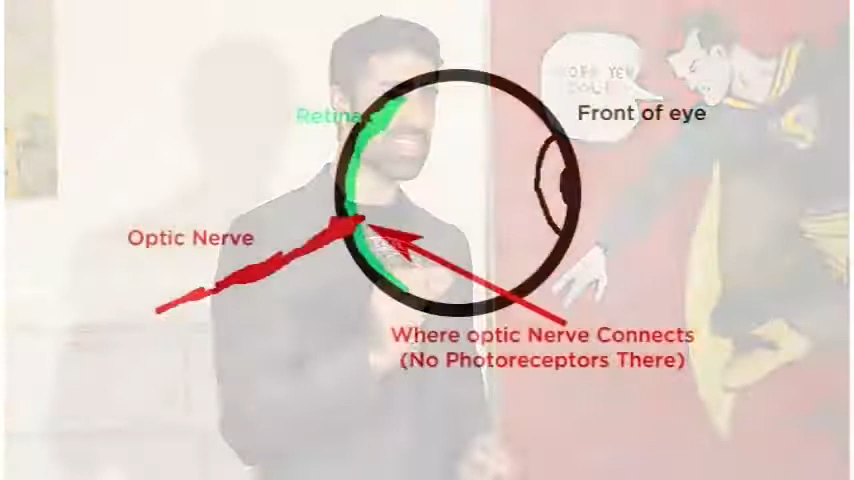 Retina
Front of eye
Optic Nerve
Where optic Nerve Connects
(No Photoreceptors There)